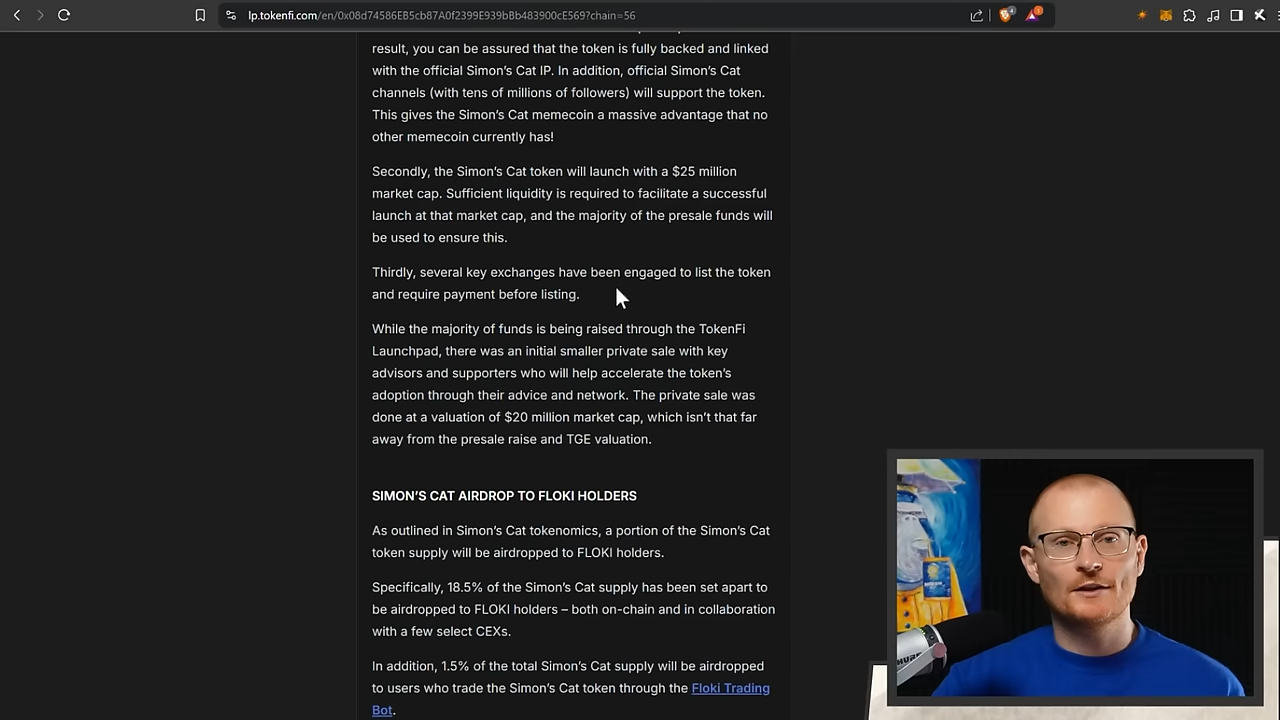 lp.tokenfi.com/en/0x08d74586EB5cb87A0f2399E939bBb483900cE569?chain=56
result, you can be assured that the token is fully backed and linked
with the official Simon's Cat IP. In addition, official Simon's Cat
channels (with tens of millions of followers) will support the token.
This gives the Simon's Cat memecoin a massive advantage that no
other memecoin currently has!
Secondly, the Simon's Cat token will launch with a $25 million
market cap. Sufficient liquidity is required to facilitate a successful
launch at that market cap, and the majority of the presale funds will
be used to ensure this.
Thirdly, several key exchanges have been engaged to list the token
and require payment before listing.
While the majority of funds is being raised through the TokenFi
Launchpad, there was an initial smaller private sale with key
advisors and supporters who will help accelerate the token's
adoption through their advice and network. The private sale was
done at a valuation of $20 million market cap, which isn't that far
away from the presale raise and TGE valuation.
SIMON'S CAT AIRDROP TO FLOKI HOLDERS
As outlined in Simon's Cat tokenomics, a portion of the Simon's Cat
token supply will be airdropped to FLOKI holders.
Specifically, 18.5% of the Simon's Cat supply has been set apart to
be airdropped to FLOKI holders – both on-chain and in collaboration
with a few select CEXs.
In addition, 1.5% of the total Simon's Cat supply will be airdropped
to users who trade the Simon's Cat token through the Floki Trading
Bot.